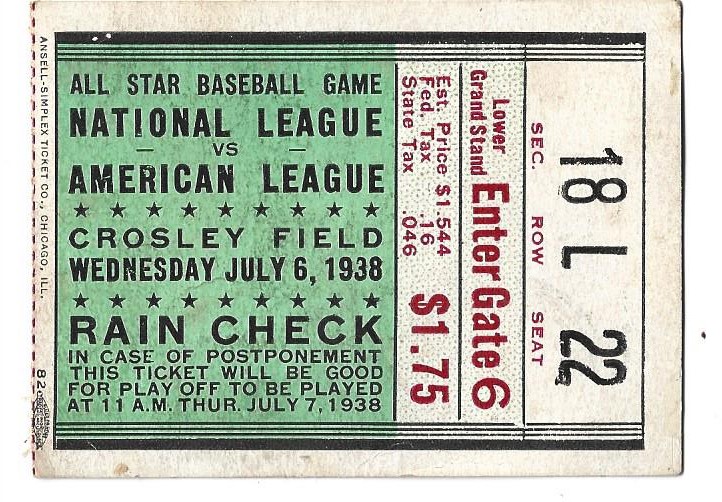 ANSELL-SIMPLEX TICKET CO., CHICAGO, ILL.
82.
ALL STAR BASEBALL GAME
NATIONAL LEAGUE
— VS —
AMERICAN LEAGUE
★ ★ ★ ★ ★ ★ ★ ★ ★
CROSLEY FIELD
WEDNESDAY JULY 6, 1938
★ ★ ★ ★ ★ ★ ★ ★ ★
RAIN CHECK
IN CASE OF POSTPONEMENT
THIS TICKET WILL BE GOOD
FOR PLAY OFF TO BE PLAYED
AT 11 A.M. THUR. JULY 7, 1938
Est. Price $1.544
Fed. Tax .16
State Tax .046
$1.75
Lower
Grand Stand
Enter Gate 6
SEC. ROW SEAT
18 L 22